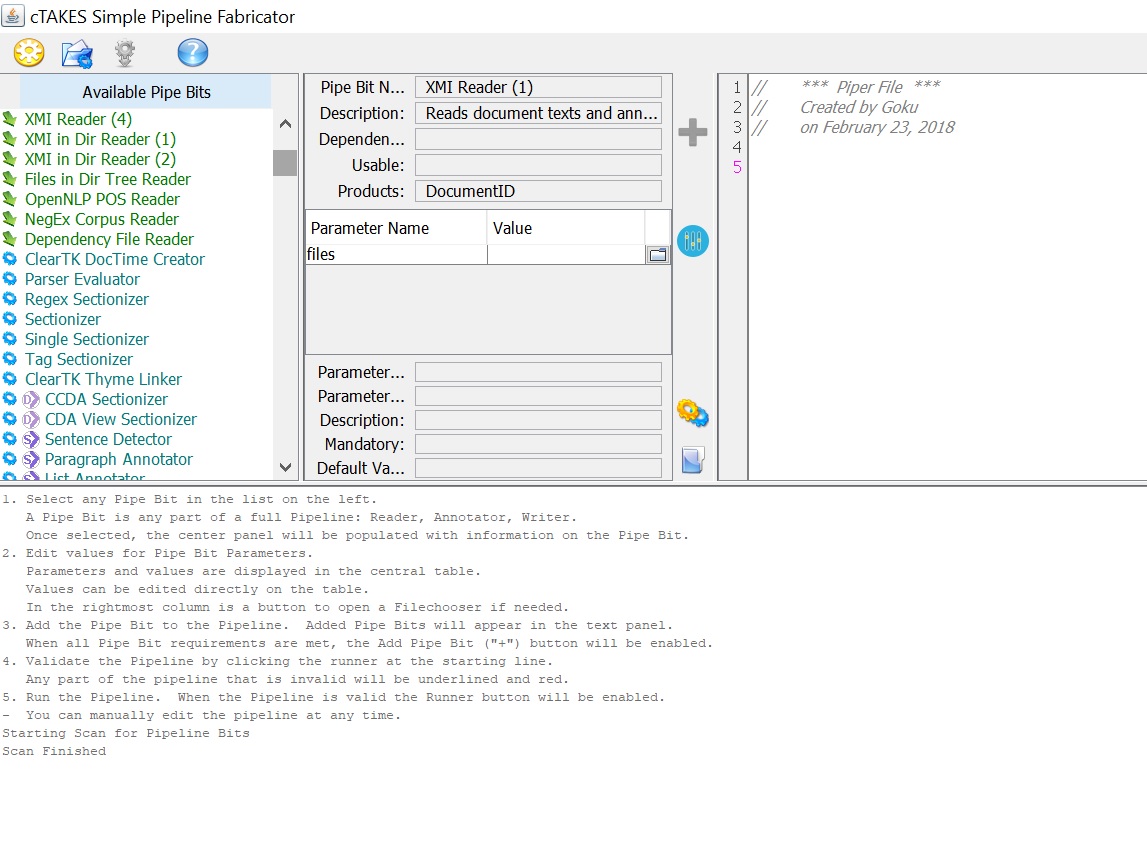 cTAKES Simple Pipeline Fabricator
Available Pipe Bits
XMI Reader (4)
XMI in Dir Reader (1)
XMI in Dir Reader (2)
Files in Dir Tree Reader
OpenNLP POS Reader
NegEx Corpus Reader
Dependency File Reader
ClearTK DocTime Creator
Parser Evaluator
Regex Sectionizer
Sectionizer
Single Sectionizer
Tag Sectionizer
ClearTK Thyme Linker
CCDA Sectionizer
CDA View Sectionizer
Sentence Detector
Paragraph Annotator
List Annotator
Pipe Bit N... XMI Reader (1)
Description: Reads document texts and ann...
Dependen...
Usable:
Products: DocumentID
Parameter Name Value
files
Parameter...
Parameter...
Description:
Mandatory:
Default Va...
1 // *** Piper File ***
2 // Created by Goku
3 // on February 23, 2018
4
5
1. Select any Pipe Bit in the list on the left.
A Pipe Bit is any part of a full Pipeline: Reader, Annotator, Writer.
Once selected, the center panel will be populated with information on the Pipe Bit.
2. Edit values for Pipe Bit Parameters.
Parameters and values are displayed in the central table.
Values can be edited directly on the table.
In the rightmost column is a button to open a Filechooser if needed.
3. Add the Pipe Bit to the Pipeline.  Added Pipe Bits will appear in the text panel.
When all Pipe Bit requirements are met, the Add Pipe Bit ("+") button will be enabled.
4. Validate the Pipeline by clicking the runner at the starting line.
Any part of the pipeline that is invalid will be underlined and red.
5. Run the Pipeline.  When the Pipeline is valid the Runner button will be enabled.
-  You can manually edit the pipeline at any time.
Starting Scan for Pipeline Bits
Scan Finished